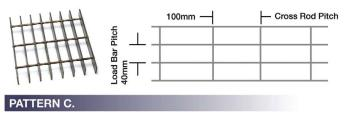 100mm
Cross Rod Pitch
Load Bar Pitch
40mm
PATTERN C.